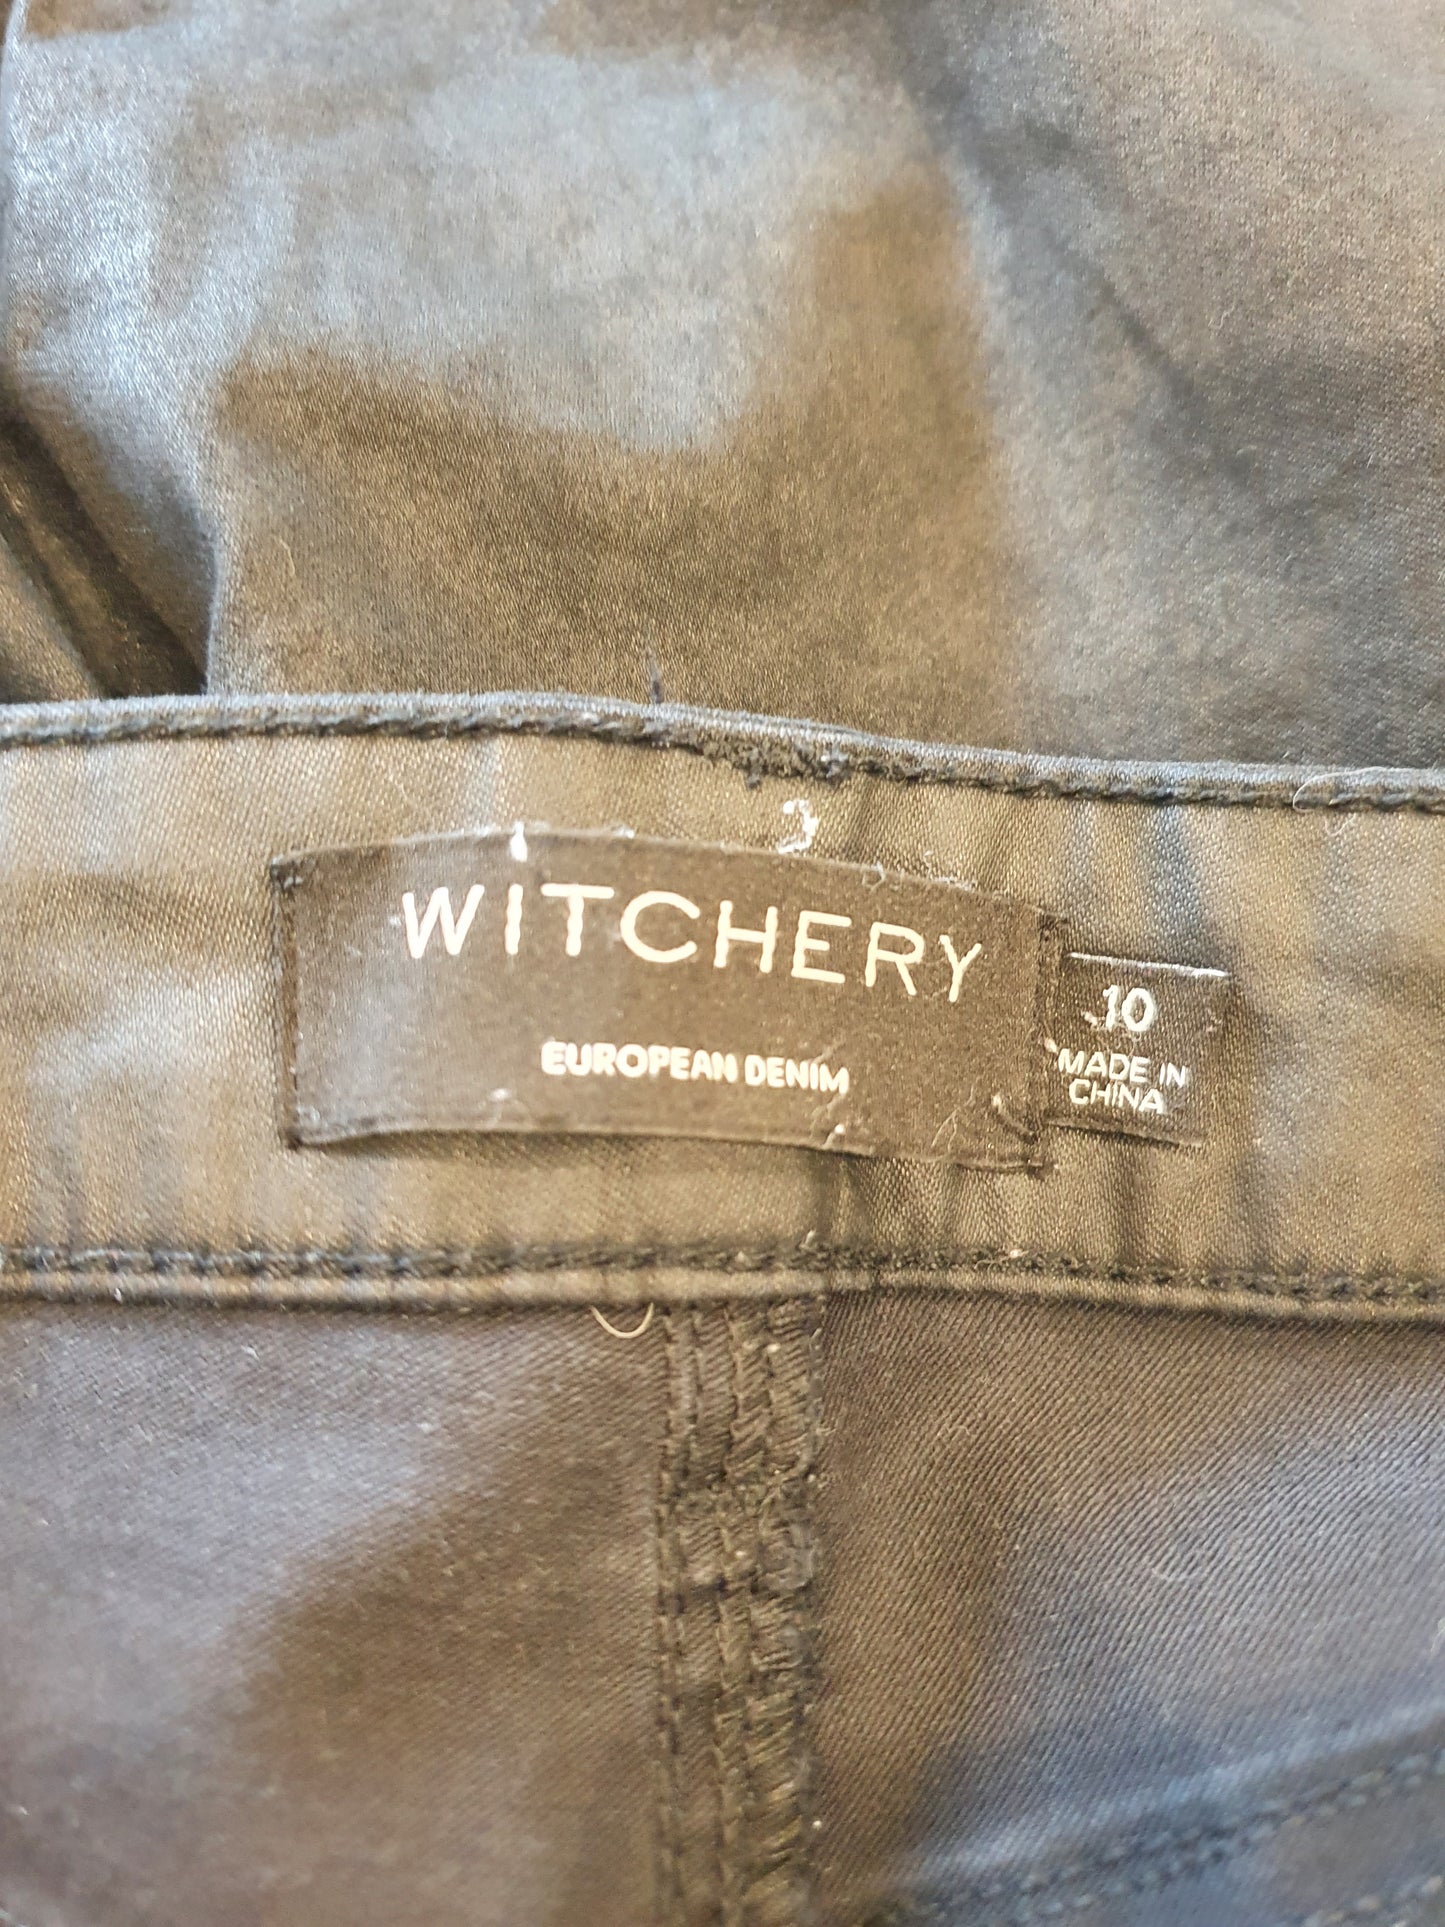 WITCHERY
EUROPEAN DENIM
10
MADE IN
CHINA